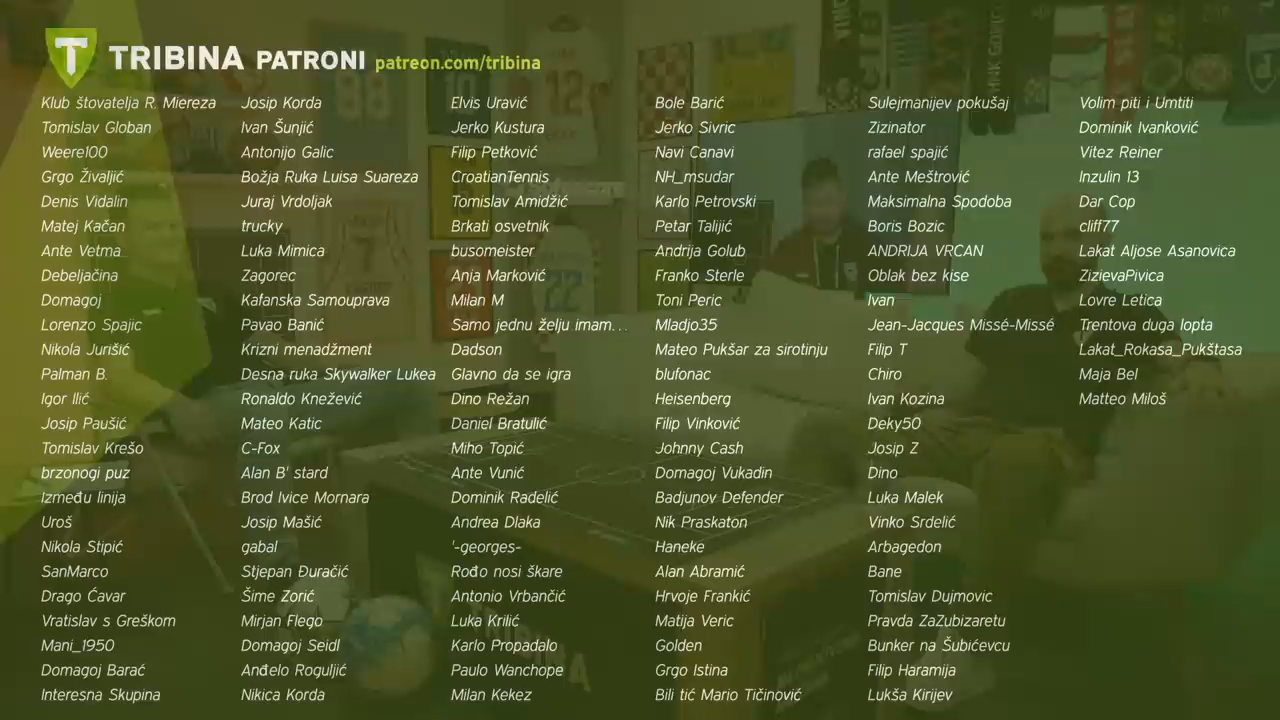 TRIBINA PATRONI patreon.com/tribina
Klub štovatelja R. Miereza
Tomislav Globan
Weere100
Grgo Živaljić
Denis Vidalin
Matej Kačan
Ante Vetma
Debeljačina
Domagoj
Lorenzo Spajic
Nikola Jurišić
Palman B.
Igor Ilić
Josip Paušić
Tomislav Krešo
brzonogi puz
Između linija
Uroš
Nikola Stipić
SanMarco
Drago Ćavar
Vratislav s Greškom
Mani_1950
Domagoj Barać
Interesna Skupina
Josip Korda
Ivan Šunjić
Antonijo Galic
Božja Ruka Luisa Suareza
Juraj Vrdoljak
trucky
Luka Mimica
Zagorec
Kafanska Samouprava
Pavao Banić
Krizni menadžment
Desna ruka Skywalker Lukea
Ronaldo Knežević
Mateo Katic
C-Fox
Alan B' stard
Brod Ivice Mornara
Josip Mašić
gabal
Stjepan Đuračić
Šime Zorić
Mirjan Flego
Domagoj Seidl
Anđelo Roguljić
Nikica Korda
Elvis Uravić
Jerko Kustura
Filip Petković
CroatianTennis
Tomislav Amidžić
Brkati osvetnik
busomeister
Anja Marković
Milan M
Samo jednu želju imam...
Dadson
Glavno da se igra
Dino Režan
Daniel Bratulić
Miho Topić
Ante Vunić
Dominik Radelić
Andrea Dlaka
'-georges-
Rođo nosi škare
Antonio Vrbančić
Luka Krilić
Karlo Propadalo
Paulo Wanchope
Milan Kekez
Bole Barić
Jerko Sivric
Navi Canavi
NH_msudar
Karlo Petrovski
Petar Talijić
Andrija Golub
Franko Sterle
Toni Peric
Mladjo35
Mateo Pukšar za sirotinju
blufonac
Heisenberg
Filip Vinković
Johnny Cash
Domagoj Vukadin
Badjunov Defender
Nik Praskaton
Haneke
Alan Abramić
Hrvoje Frankić
Matija Veric
Golden
Grgo Istina
Bili tić Mario Tičinović
Sulejmanijev pokušaj
Zizinator
rafael spajić
Ante Meštrović
Maksimalna Spodoba
Boris Bozic
ANDRIJA VRCAN
Oblak bez kise
Ivan
Jean-Jacques Missé-Missé
Filip T
Chiro
Ivan Kozina
Deky50
Josip Z
Dino
Luka Malek
Vinko Srdelić
Arbagedon
Bane
Tomislav Dujmovic
Pravda ZaZubizaretu
Bunker na Šubićevcu
Filip Haramija
Lukša Kirijev
Volim piti i Umtiti
Dominik Ivanković
Vitez Reiner
Inzulin 13
Dar Cop
cliff77
Lakat Aljose Asanovica
ZizievaPivica
Lovre Letica
Trentova duga lopta
Lakat_Rokasa_Pukštasa
Maja Bel
Matteo Miloš